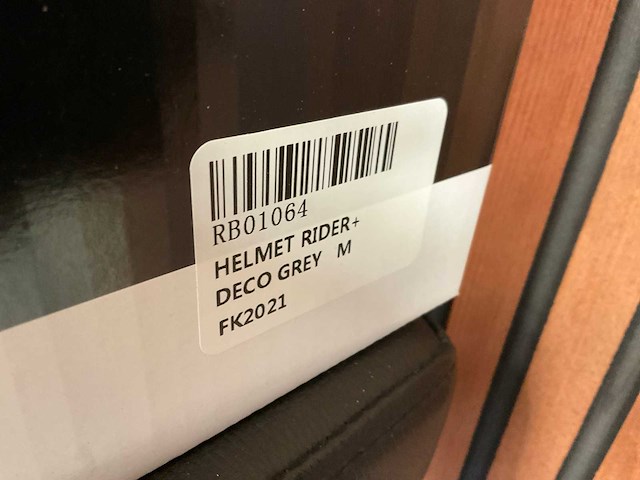 RB01064
HELMET RIDER+
DECO GREY M
FK2021